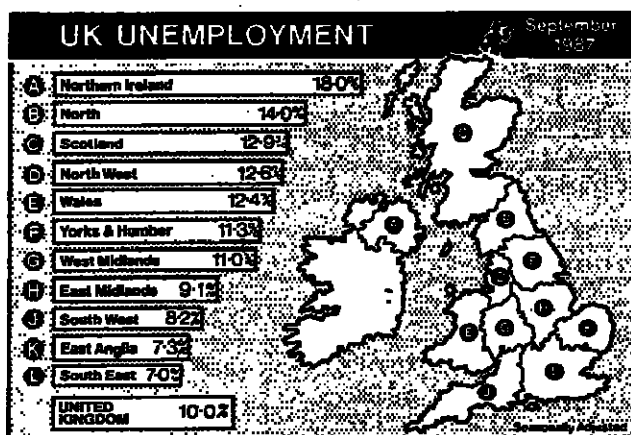 UK UNEMPLOYMENT
September
1987
A Northern Ireland 18·0%
B North 14·0%
C Scotland 12·9%
D North West 12·6%
E Wales 12·4%
F Yorks & Humber 11·3%
G West Midlands 11·0%
H East Midlands 9·1%
J South West 8·2%
K East Anglia 7·3%
L South East 7·0%
UNITED
KINGDOM 10·0%
Seasonally Adjusted